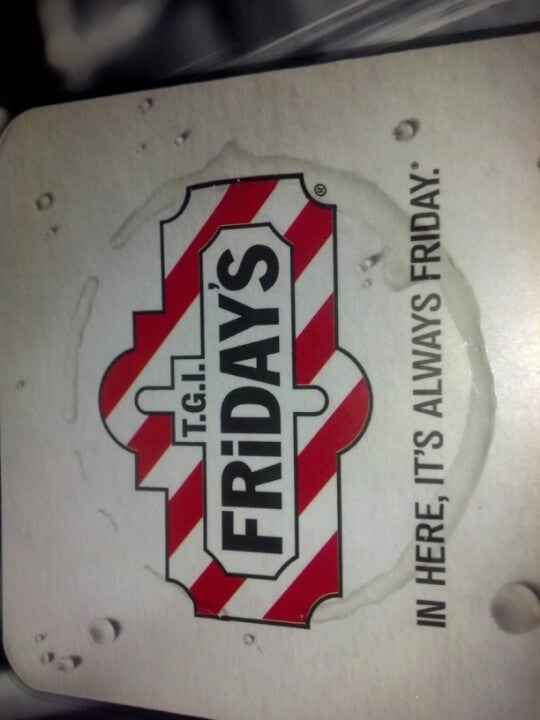 T.G.I.
FRiDAY'S®
IN HERE, IT'S ALWAYS FRIDAY.®